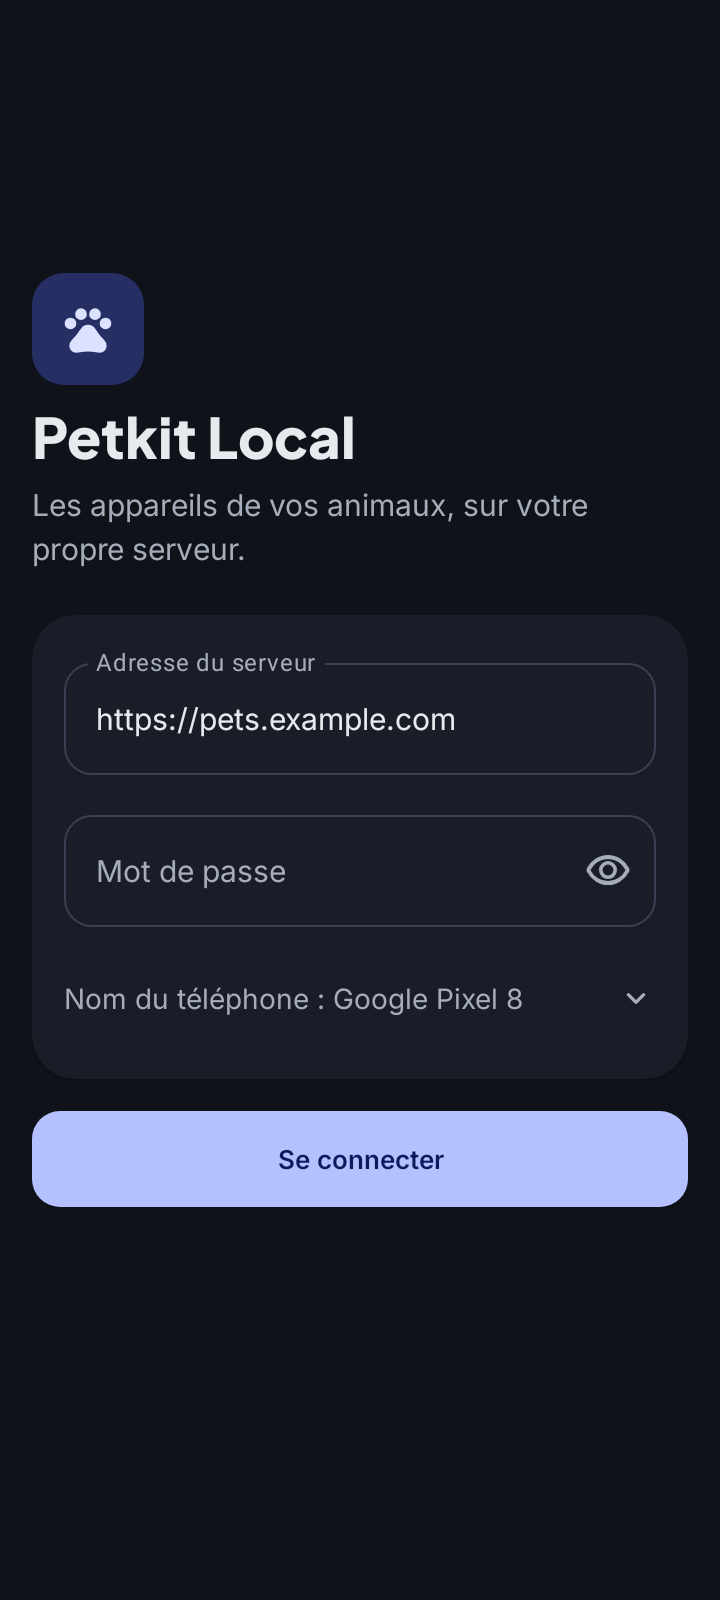 Petkit Local
Les appareils de vos animaux, sur votre
propre serveur.
Adresse du serveur
https://pets.example.com
Mot de passe
Nom du téléphone : Google Pixel 8
Se connecter